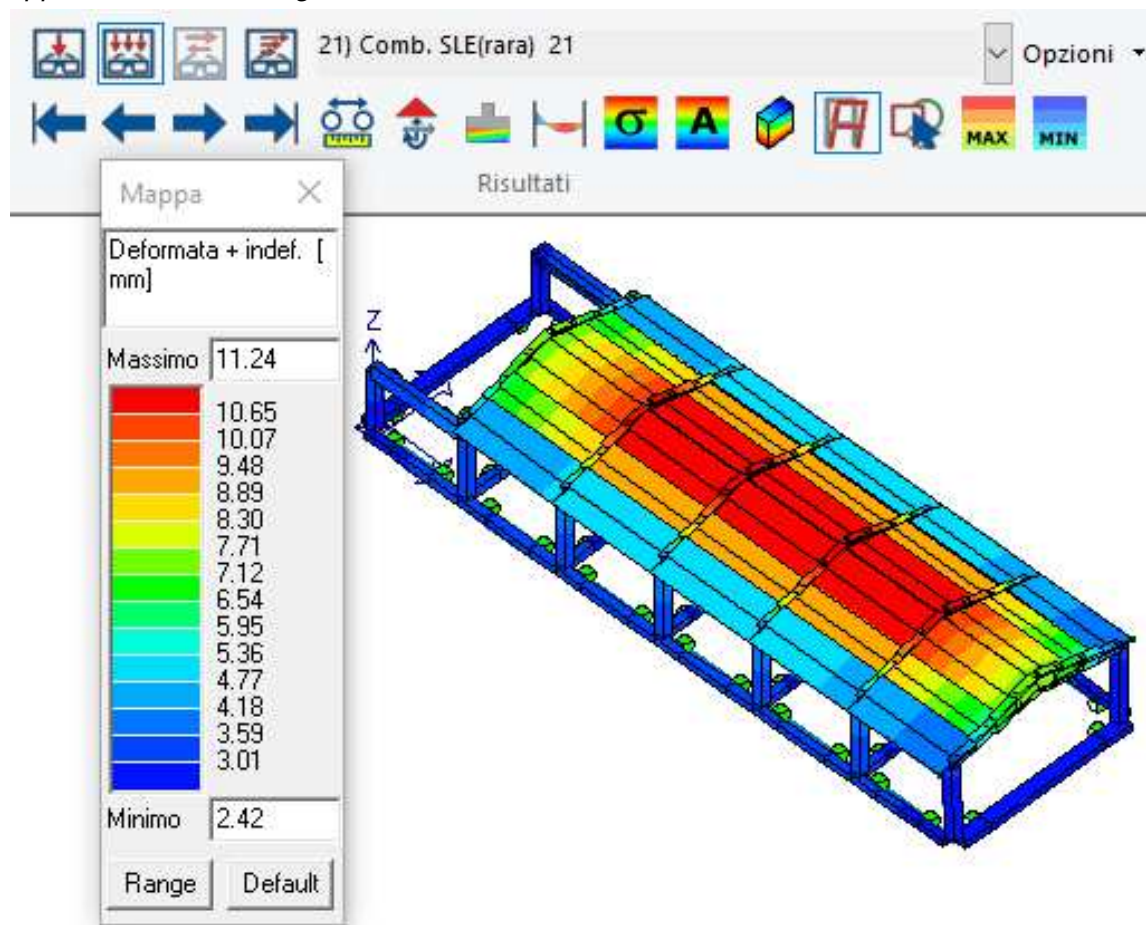 21) Comb. SLE(rara) 21
Opzioni
σ A MAX MIN
Risultati
Mappa
Deformata + indef. [
mm]
Massimo 11.24
10.65
10.07
9.48
8.89
8.30
7.71
7.12
6.54
5.95
5.36
4.77
4.18
3.59
3.01
Minimo 2.42
Range Default
Z